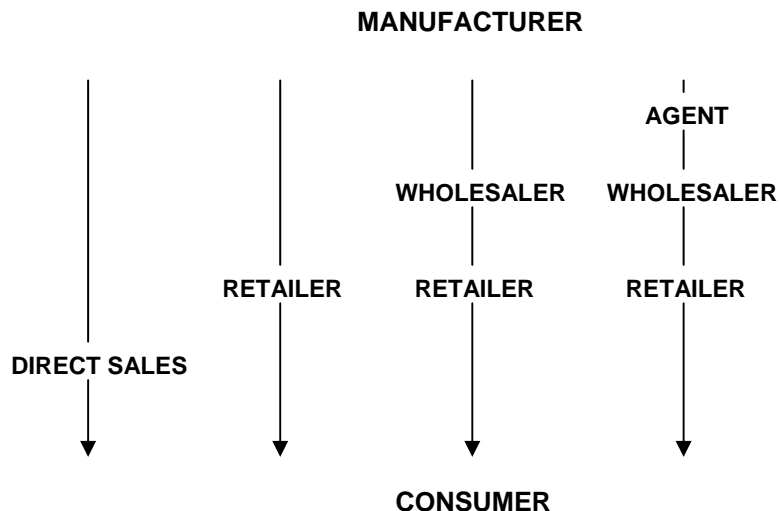 MANUFACTURER
AGENT
WHOLESALER WHOLESALER
RETAILER RETAILER RETAILER
DIRECT SALES
CONSUMER